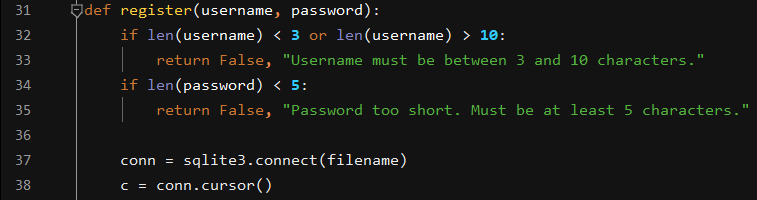 31 def register(username, password):
32     if len(username) < 3 or len(username) > 10:
33         return False, "Username must be between 3 and 10 characters."
34     if len(password) < 5:
35         return False, "Password too short. Must be at least 5 characters."
36
37     conn = sqlite3.connect(filename)
38     c = conn.cursor()